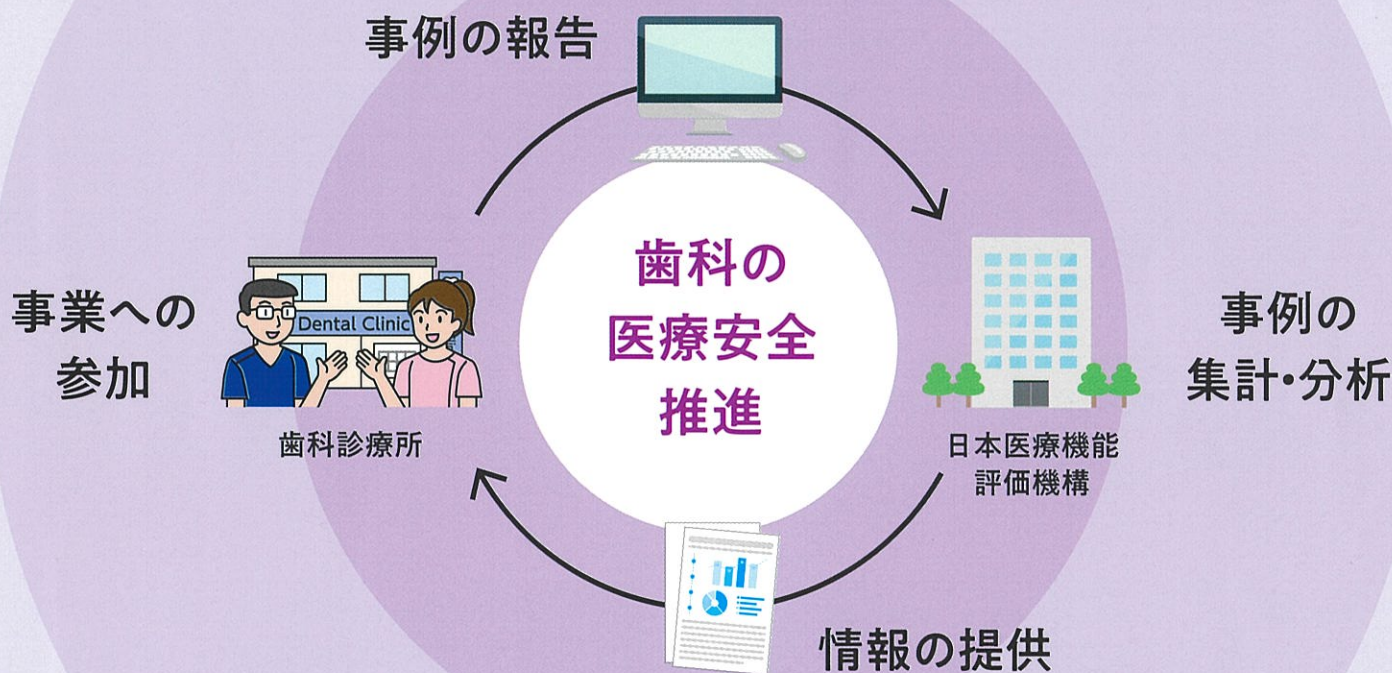 事例の報告
歯科の
医療安全
推進
事業への
参加
Dental Clinic
歯科診療所
事例の
集計・分析
日本医療機能
評価機構
情報の提供